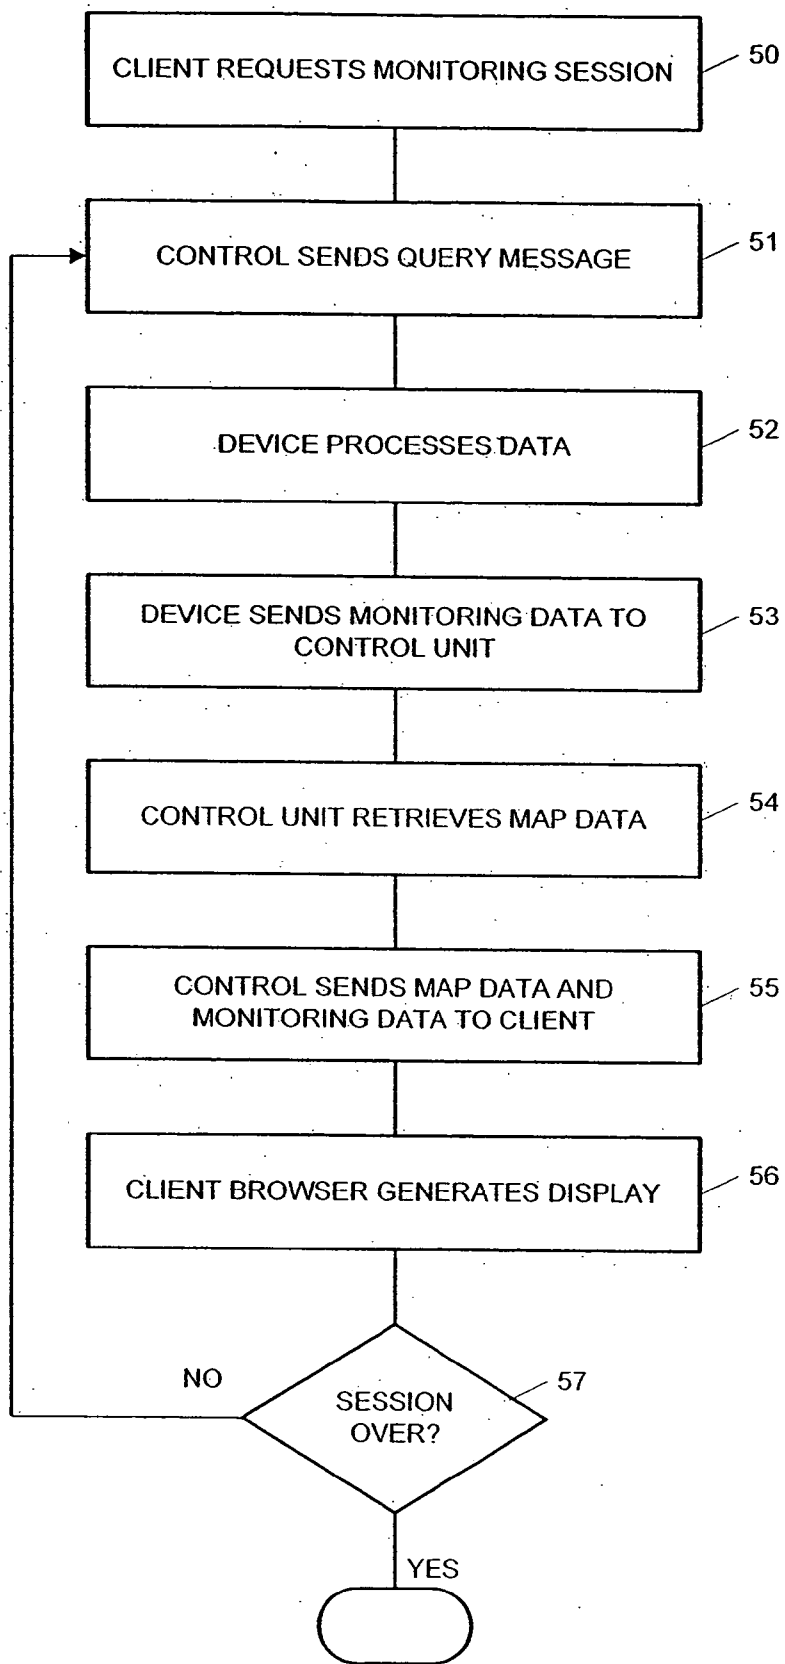 CLIENT REQUESTS MONITORING SESSION
50
CONTROL SENDS QUERY MESSAGE
51
DEVICE PROCESSES DATA
52
DEVICE SENDS MONITORING DATA TO
CONTROL UNIT
53
CONTROL UNIT RETRIEVES MAP DATA
54
CONTROL SENDS MAP DATA AND
MONITORING DATA TO CLIENT
55
CLIENT BROWSER GENERATES DISPLAY
56
NO
SESSION
OVER?
57
YES